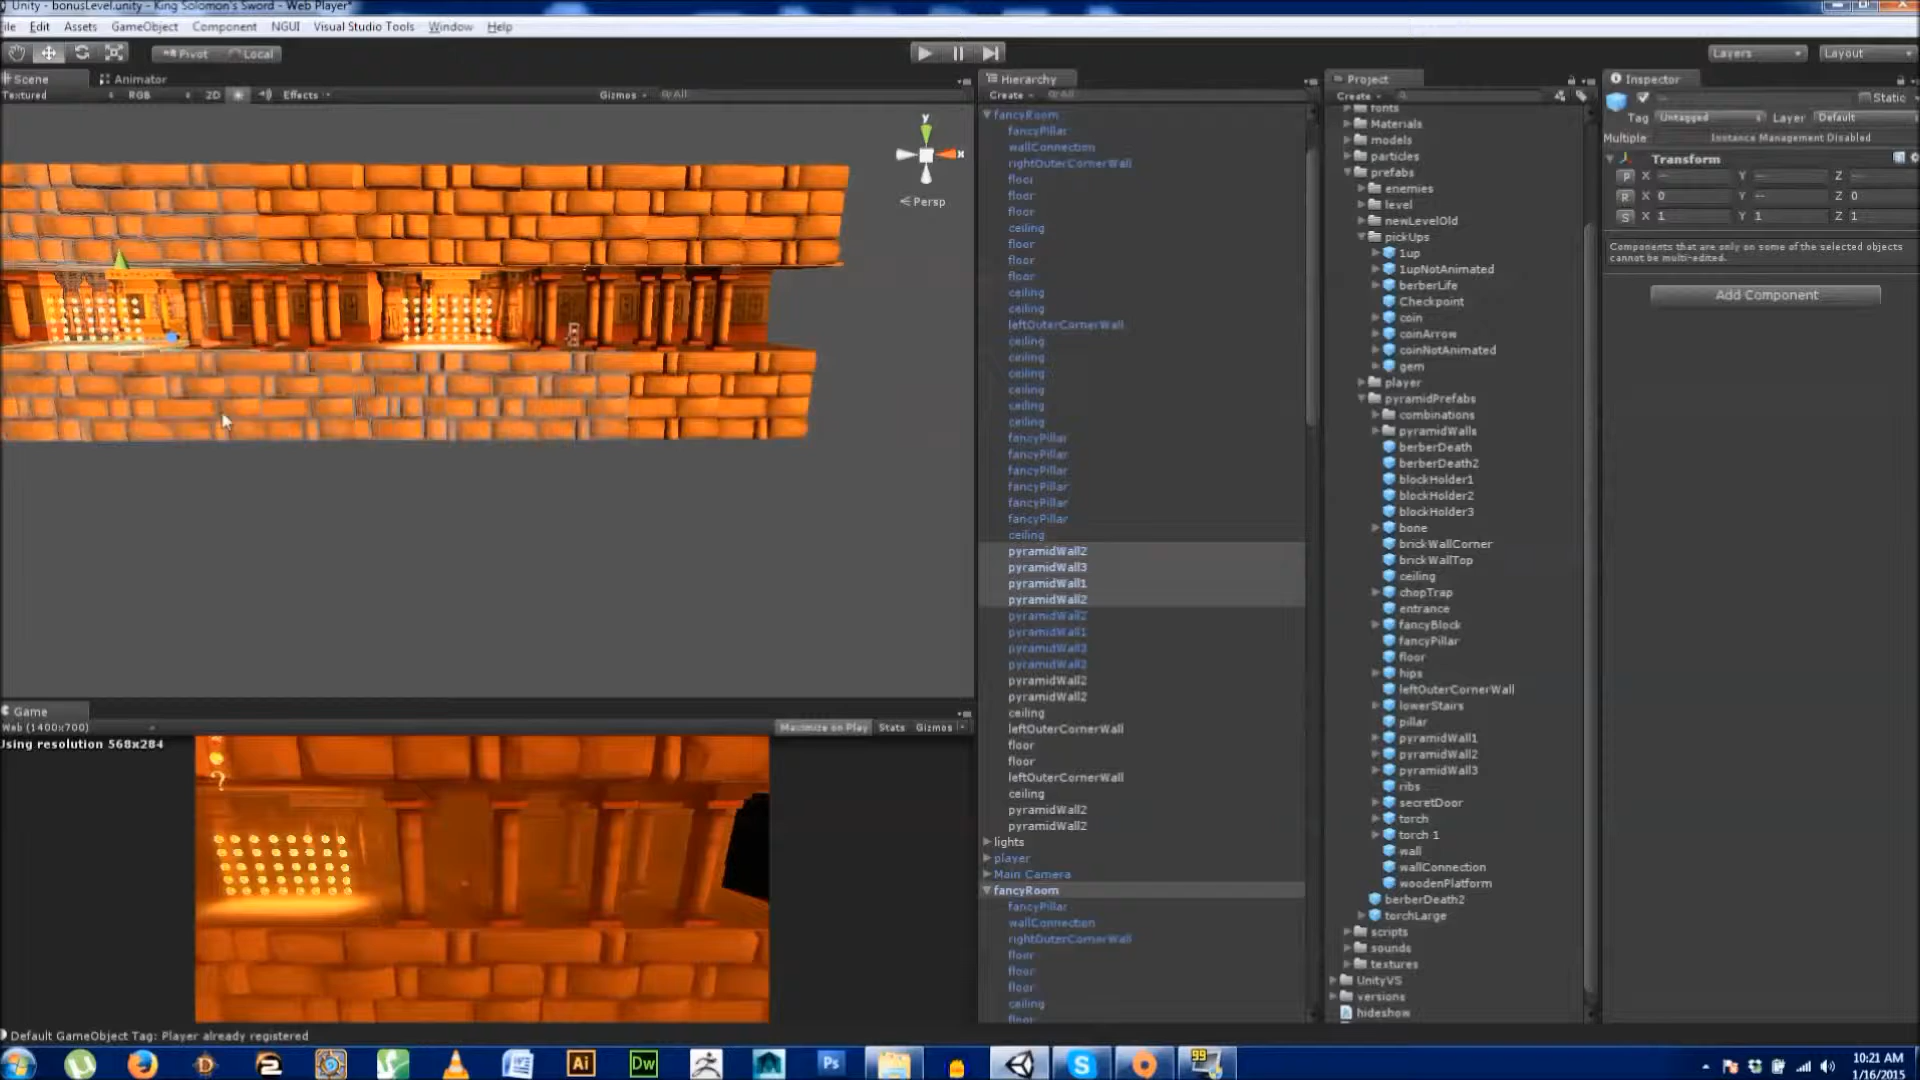 Unity - bonusLevel.unity - King Solomon's Sword - Web Player*
ile Edit Assets GameObject Component NGUI Visual Studio Tools Window Help
Pivot Local Layers Layout
Scene Animator
Textured RGB 2D Effects Gizmos All
y
x
Persp
Hierarchy
Create All
fancyRoom
fancyPillar
wallConnection
rightOuterCornerWall
floor
floor
floor
ceiling
floor
floor
floor
ceiling
ceiling
leftOuterCornerWall
ceiling
ceiling
ceiling
ceiling
ceiling
ceiling
fancyPillar
fancyPillar
fancyPillar
fancyPillar
fancyPillar
fancyPillar
ceiling
pyramidWall2
pyramidWall3
pyramidWall1
pyramidWall2
pyramidWall2
pyramidWall1
pyramidWall3
pyramidWall2
pyramidWall2
pyramidWall2
ceiling
leftOuterCornerWall
floor
floor
leftOuterCornerWall
ceiling
pyramidWall2
pyramidWall2
lights
player
Main Camera
fancyRoom
fancyPillar
wallConnection
rightOuterCornerWall
floor
floor
floor
ceiling
floor
Project
Create
fonts
Materials
models
particles
prefabs
enemies
level
newLevelOld
pickUps
1up
1upNotAnimated
berberLife
Checkpoint
coin
coinArrow
coinNotAnimated
gem
player
pyramidPrefabs
combinations
pyramidWalls
berberDeath
berberDeath2
blockHolder1
blockHolder2
blockHolder3
bone
brickWallCorner
brickWallTop
ceiling
chopTrap
entrance
fancyBlock
fancyPillar
floor
hips
leftOuterCornerWall
lowerStairs
pillar
pyramidWall1
pyramidWall2
pyramidWall3
ribs
secretDoor
torch
torch 1
wall
wallConnection
woodenPlatform
berberDeath2
torchLarge
scripts
sounds
textures
UnityVS
versions
hideshow
Inspector
Static
Tag Untagged Layer Default
Multiple Instance Management Disabled
Transform
P X — Y — Z —
R X 0 Y — Z 0
S X 1 Y 1 Z 1
Components that are only on some of the selected objects
cannot be multi-edited.
Add Component
Game
Web (1400x700) Maximize on Play Stats Gizmos
Using resolution 568x284
?
Default GameObject Tag: Player already registered
Ai Dw Ps 99
10:21 AM
1/16/2015